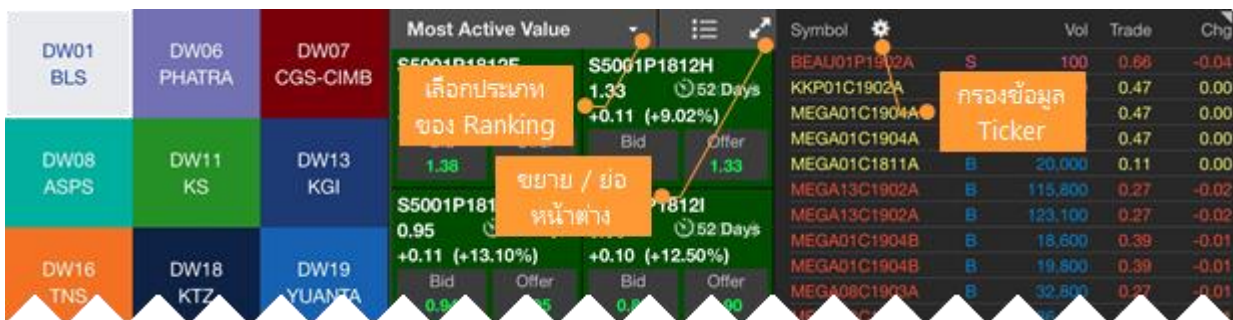 DW01
BLS
DW06
PHATRA
DW07
CGS-CIMB
DW08
ASPS
DW11
KS
DW13
KGI
DW16
TNS
DW18
KTZ
DW19
YUANTA
Most Active Value
S5001P1812H
1.33 52 Days
+0.11 (+9.02%)
Bid Offer
1.38 1.33
เลือกประเภท
ของ Ranking
ขยาย / ย่อ
หน้าต่าง
0.95 52 Days
+0.11 (+13.10%) +0.10 (+12.50%)
Bid Offer Bid Offer
Symbol Vol Trade Chg
BEAU01P1902A S 100 0.66 -0.04
KKP01C1902A 0.47 0.00
MEGA01C1904A 0.47 0.00
MEGA01C1904A 0.47 0.00
MEGA01C1811A B 20,000 0.11 0.00
MEGA13C1902A B 115,800 0.27 -0.02
MEGA13C1902A B 123,100 0.27 -0.02
MEGA01C1904B B 18,600 0.39 -0.01
MEGA01C1904B B 19,800 0.39 -0.01
MEGA08C1903A B 32,800 0.27 -0.01
กรองข้อมูล
Ticker